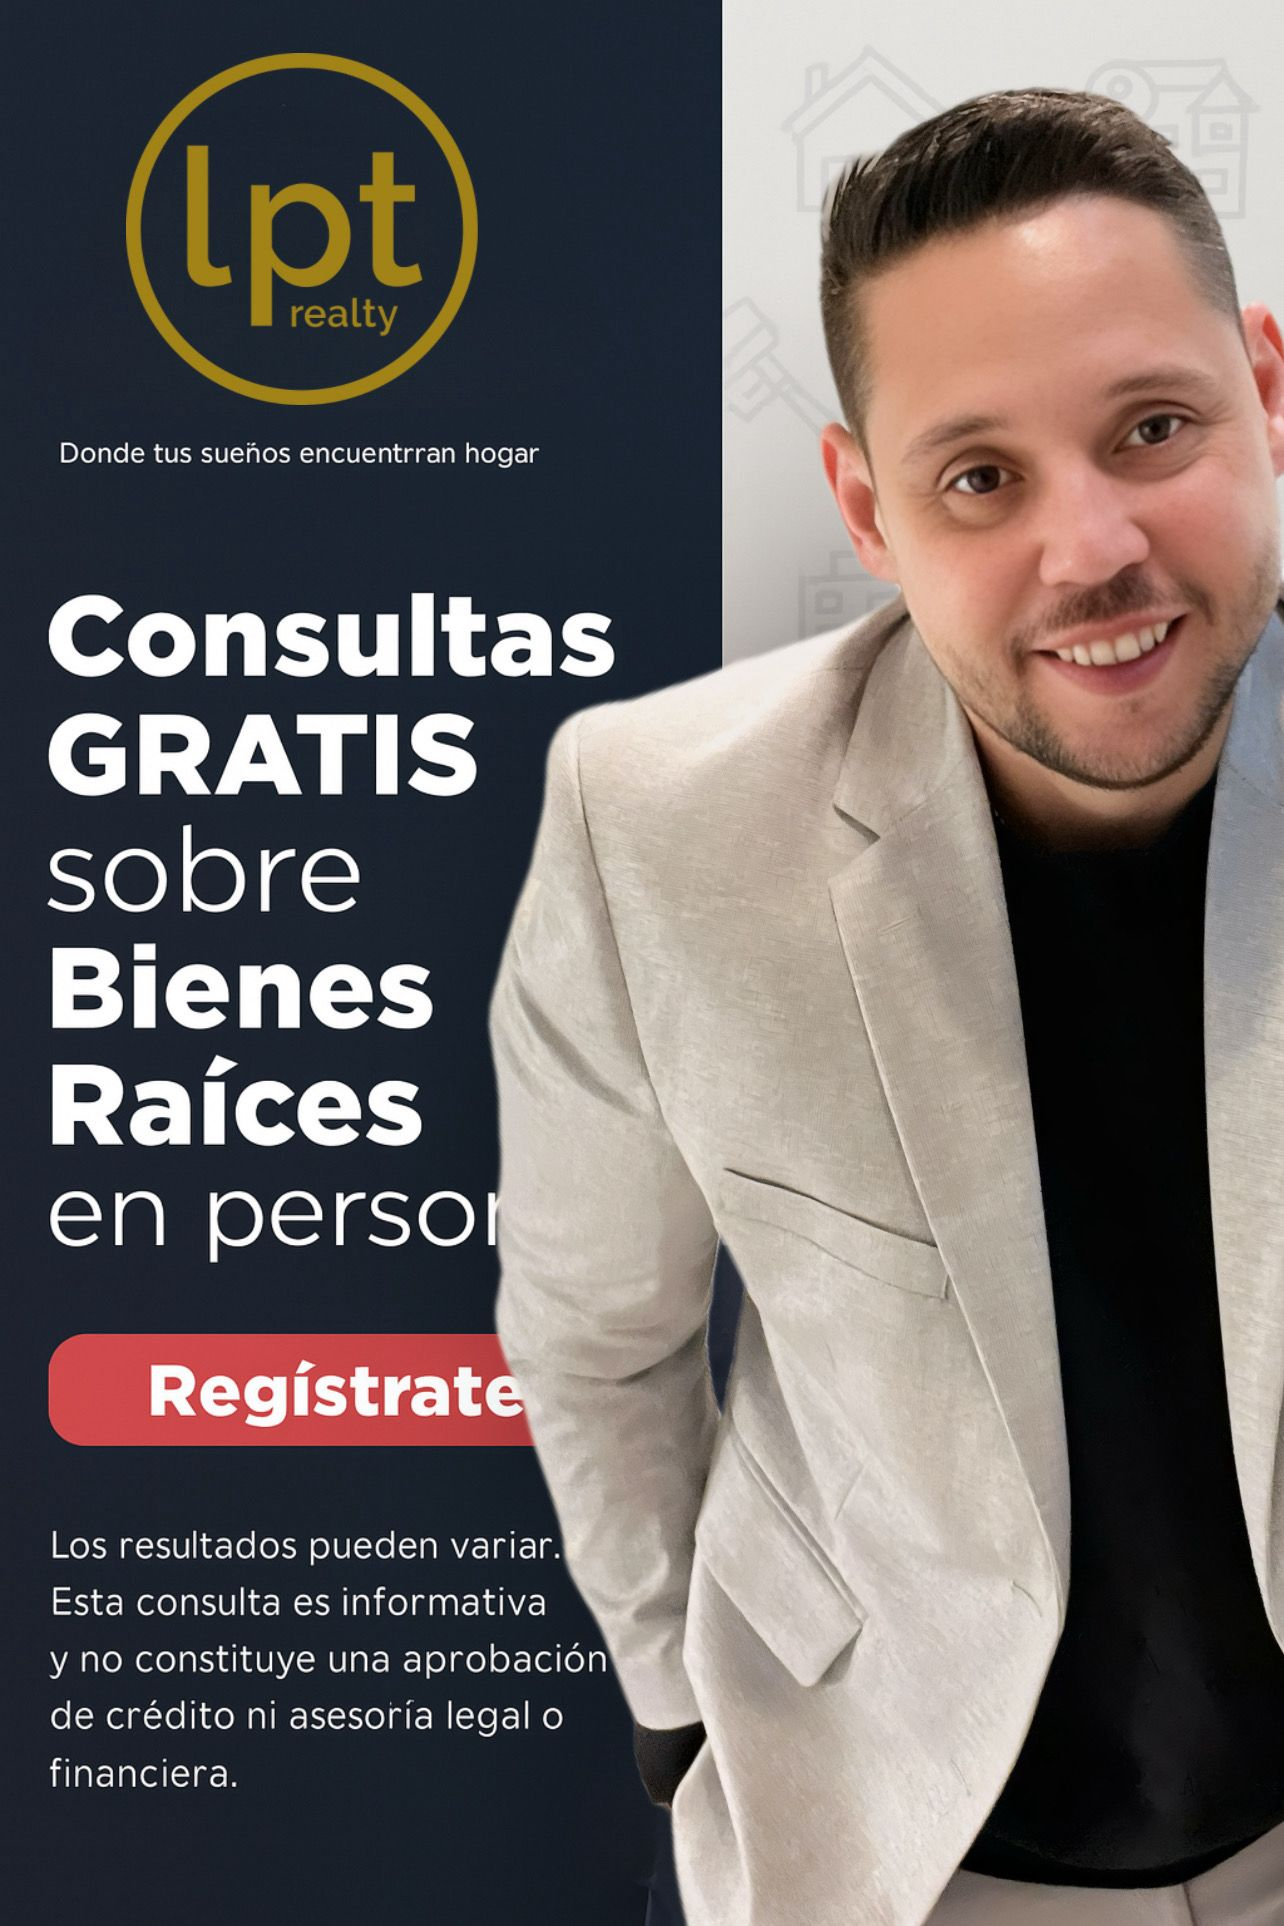 lpt
realty
Donde tus sueños encuentrran hogar
Consultas
GRATIS
sobre
Bienes
Raíces
en person
Regístrate
Los resultados pueden variar.
Esta consulta es informativa
y no constituye una aprobación
de crédito ni asesoría legal o
financiera.